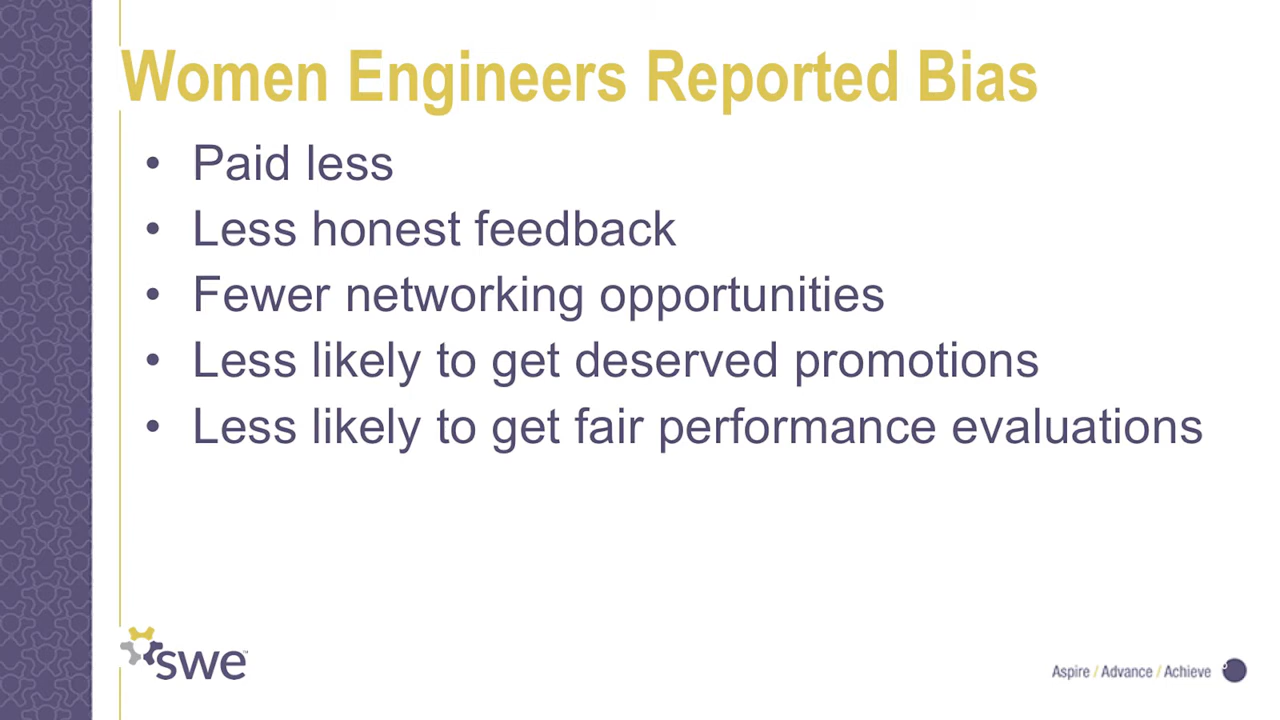 Women Engineers Reported Bias
• Paid less
• Less honest feedback
• Fewer networking opportunities
• Less likely to get deserved promotions
• Less likely to get fair performance evaluations
swe™
Aspire / Advance / Achieve